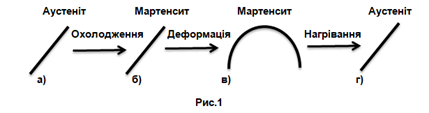 Аустеніт Мартенсит Мартенсит Аустеніт
Охолодження Деформація Нагрівання
а) б) в) г)
Рис.1